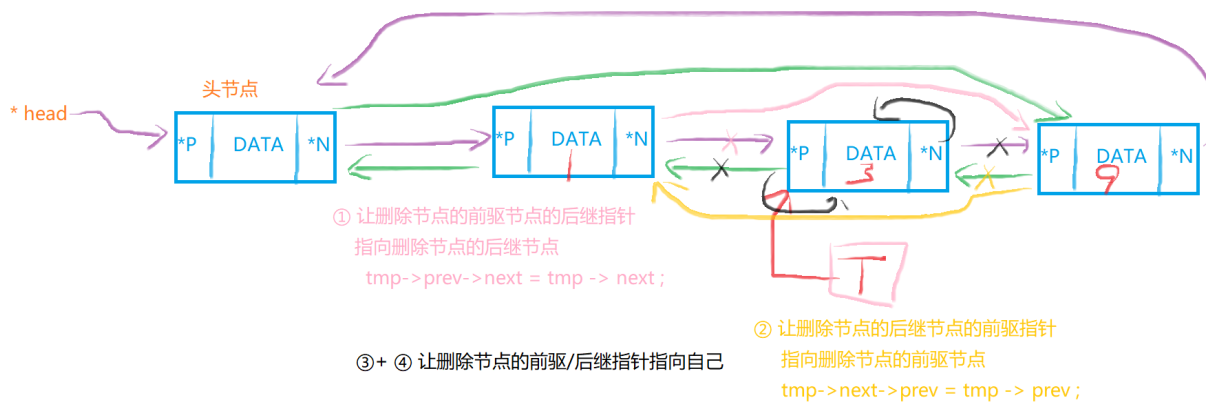 头节点
* head
*P DATA *N
*P DATA *N
1
*P DATA *N
3
*P DATA *N
9
① 让删除节点的前驱节点的后继指针
指向删除节点的后继节点
tmp->prev->next = tmp -> next ;
T
② 让删除节点的后继节点的前驱指针
指向删除节点的前驱节点
tmp->next->prev = tmp -> prev ;
③+ ④ 让删除节点的前驱/后继指针指向自己